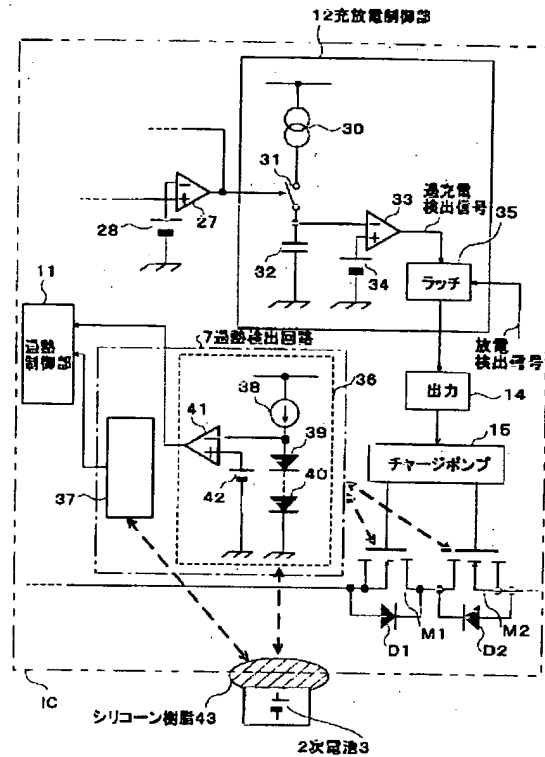 12充放電制御部
30
31
33
過充電
検出信号
35
28
27
32
34
ラッチ
11
過熱
制御部
7過熱検出回路
36
放電
検出信号
38
出力
14
41
39
15
42
40
チャージポンプ
37
M1
M2
D1
D2
IC
シリコーン樹脂43
2次電池3